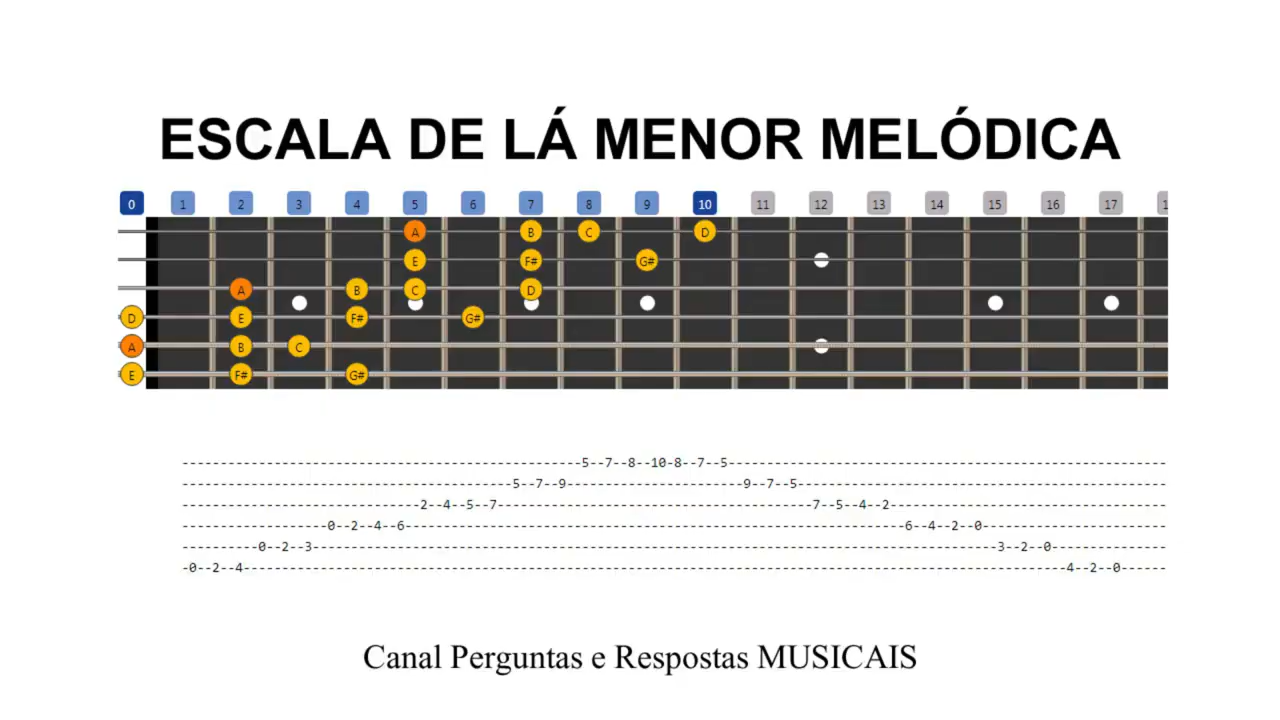 ESCALA DE LÁ MENOR MELÓDICA
0 1 2 3 4 5 6 7 8 9 10 11 12 13 14 15 16 17 1
A B C D
E F# G#
A B C D
D E F# G#
A B C
E F# G#
----------------------------------------------------5--7--8--10-8--7--5---------------------------------------------------------
-------------------------------------------5--7--9-----------------------9--7--5------------------------------------------------
-------------------------------2--4--5--7-----------------------------------------7--5--4--2------------------------------------
-------------------0--2--4--6-----------------------------------------------------------------6--4--2--0------------------------
----------0--2--3-----------------------------------------------------------------------------------------3--2--0---------------
-0--2--4-----------------------------------------------------------------------------------------------------------4--2--0------
Canal Perguntas e Respostas MUSICAIS